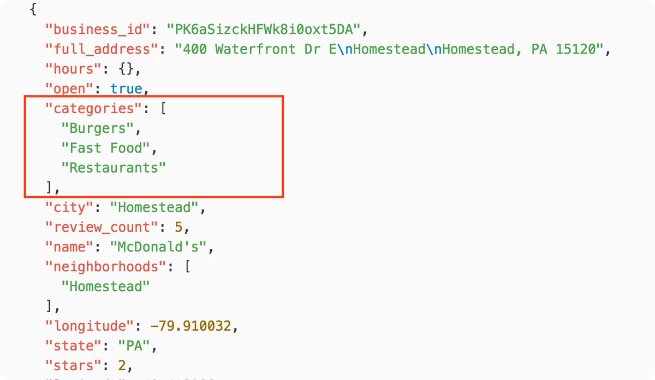 {
"business_id": "PK6aSizckHFWk8i0oxt5DA",
"full_address": "400 Waterfront Dr E\nHomestead\nHomestead, PA 15120",
"hours": {},
"open": true,
"categories": [
"Burgers",
"Fast Food",
"Restaurants"
],
"city": "Homestead",
"review_count": 5,
"name": "McDonald's",
"neighborhoods": [
"Homestead"
],
"longitude": -79.910032,
"state": "PA",
"stars": 2,